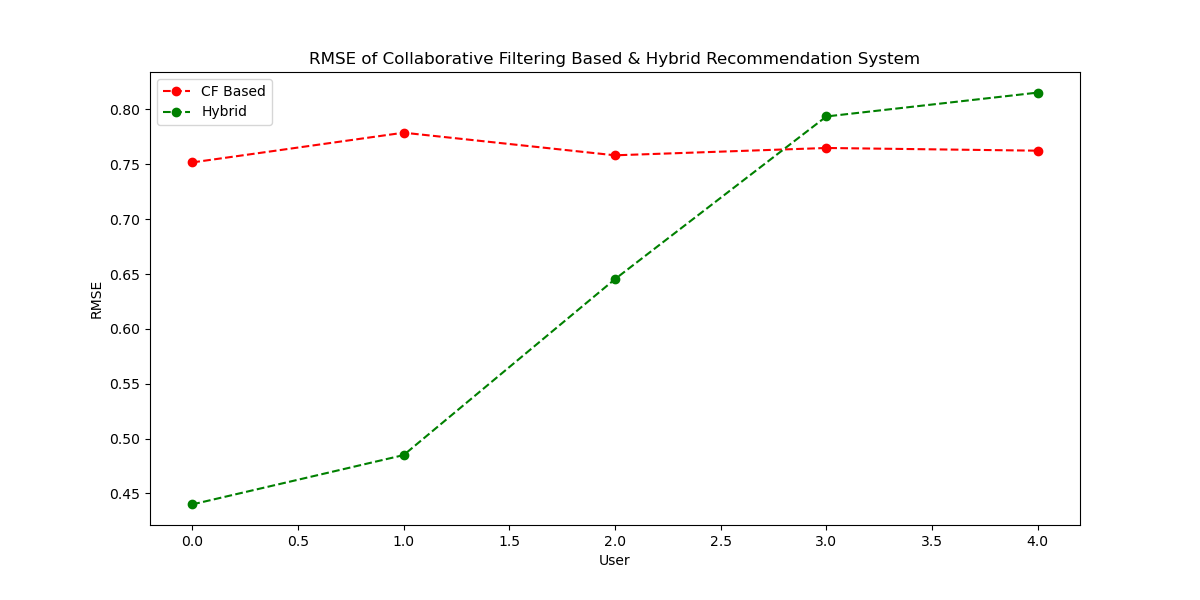 RMSE of Collaborative Filtering Based & Hybrid Recommendation System
CF Based
Hybrid
0.80
0.75
0.70
0.65
0.60
0.55
0.50
0.45
RMSE
0.0 0.5 1.0 1.5 2.0 2.5 3.0 3.5 4.0
User